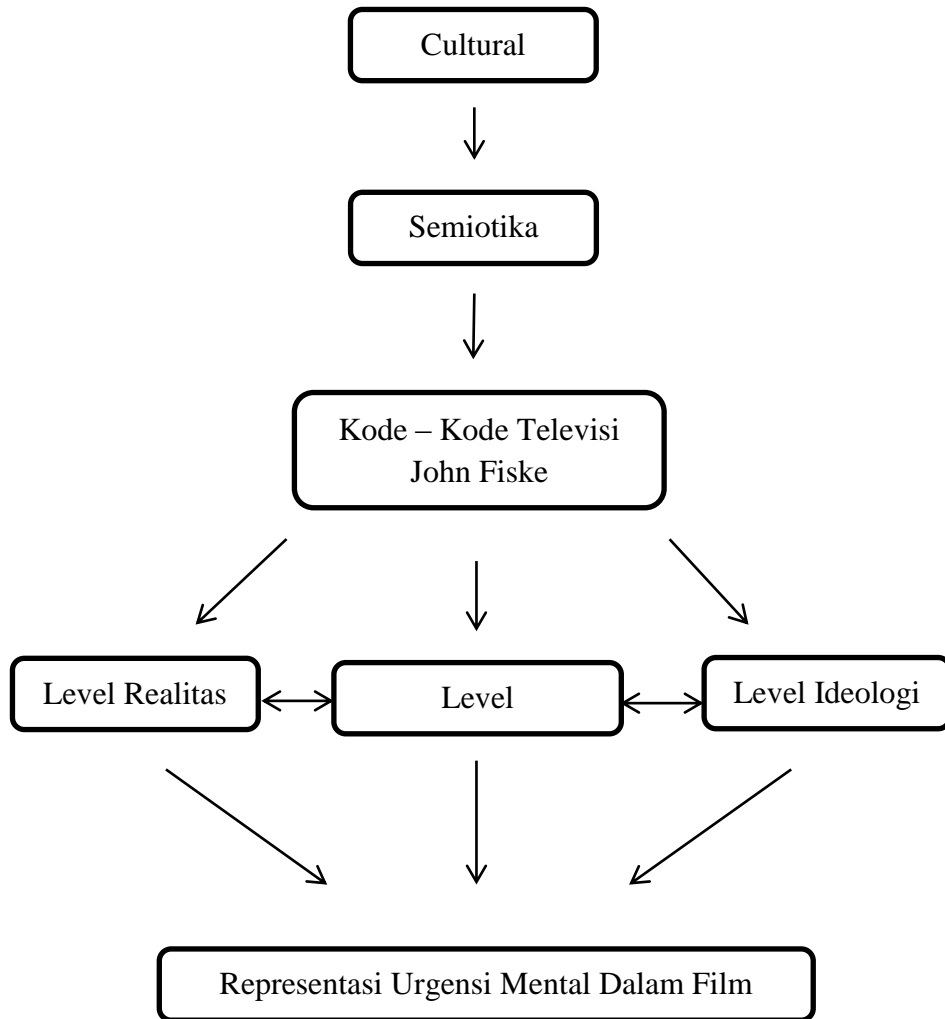 Cultural
Semiotika
Kode – Kode Televisi
John Fiske
Level Realitas
Level
Level Ideologi
Representasi Urgensi Mental Dalam Film